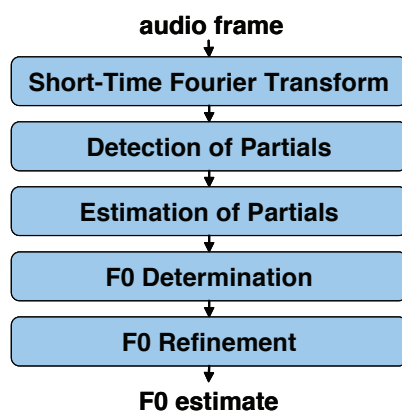 audio frame
Short-Time Fourier Transform
Detection of Partials
Estimation of Partials
F0 Determination
F0 Refinement
F0 estimate